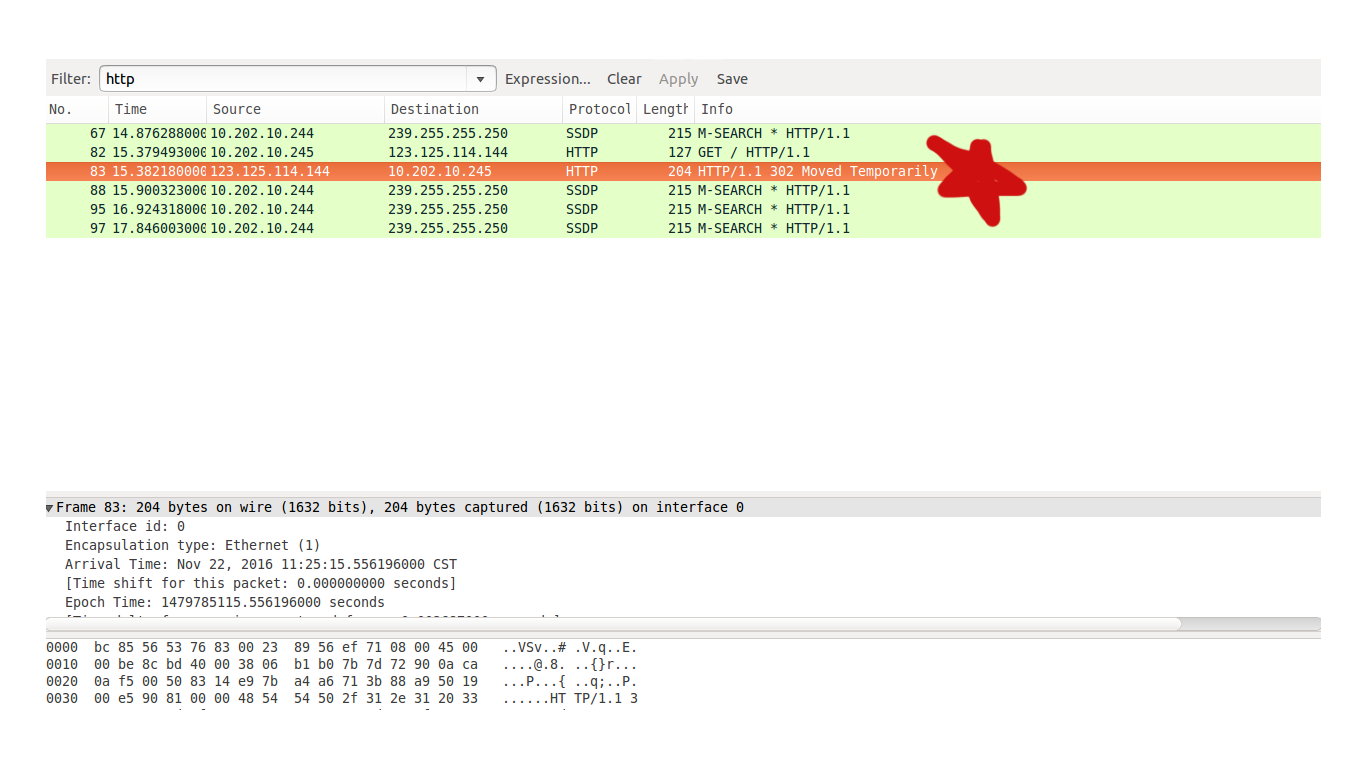 Filter: http Expression... Clear Apply Save
No. Time Source Destination Protocol Length Info
67 14.876288000 10.202.10.244 239.255.255.250 SSDP 215 M-SEARCH * HTTP/1.1
82 15.379493000 10.202.10.245 123.125.114.144 HTTP 127 GET / HTTP/1.1
83 15.382180000 123.125.114.144 10.202.10.245 HTTP 204 HTTP/1.1 302 Moved Temporarily
88 15.900323000 10.202.10.244 239.255.255.250 SSDP 215 M-SEARCH * HTTP/1.1
95 16.924318000 10.202.10.244 239.255.255.250 SSDP 215 M-SEARCH * HTTP/1.1
97 17.846003000 10.202.10.244 239.255.255.250 SSDP 215 M-SEARCH * HTTP/1.1
Frame 83: 204 bytes on wire (1632 bits), 204 bytes captured (1632 bits) on interface 0
Interface id: 0
Encapsulation type: Ethernet (1)
Arrival Time: Nov 22, 2016 11:25:15.556196000 CST
[Time shift for this packet: 0.000000000 seconds]
Epoch Time: 1479785115.556196000 seconds
0000 bc 85 56 53 76 83 00 23 89 56 ef 71 08 00 45 00 ..VSv..# .V.q..E.
0010 00 be 8c bd 40 00 38 06 b1 b0 7b 7d 72 90 0a ca ....@.8. ..{}r...
0020 0a f5 00 50 83 14 e9 7b a4 a6 71 3b 88 a9 50 19 ...P...{ ..q;..P.
0030 00 e5 90 81 00 00 48 54 54 50 2f 31 2e 31 20 33 ......HT TP/1.1 3